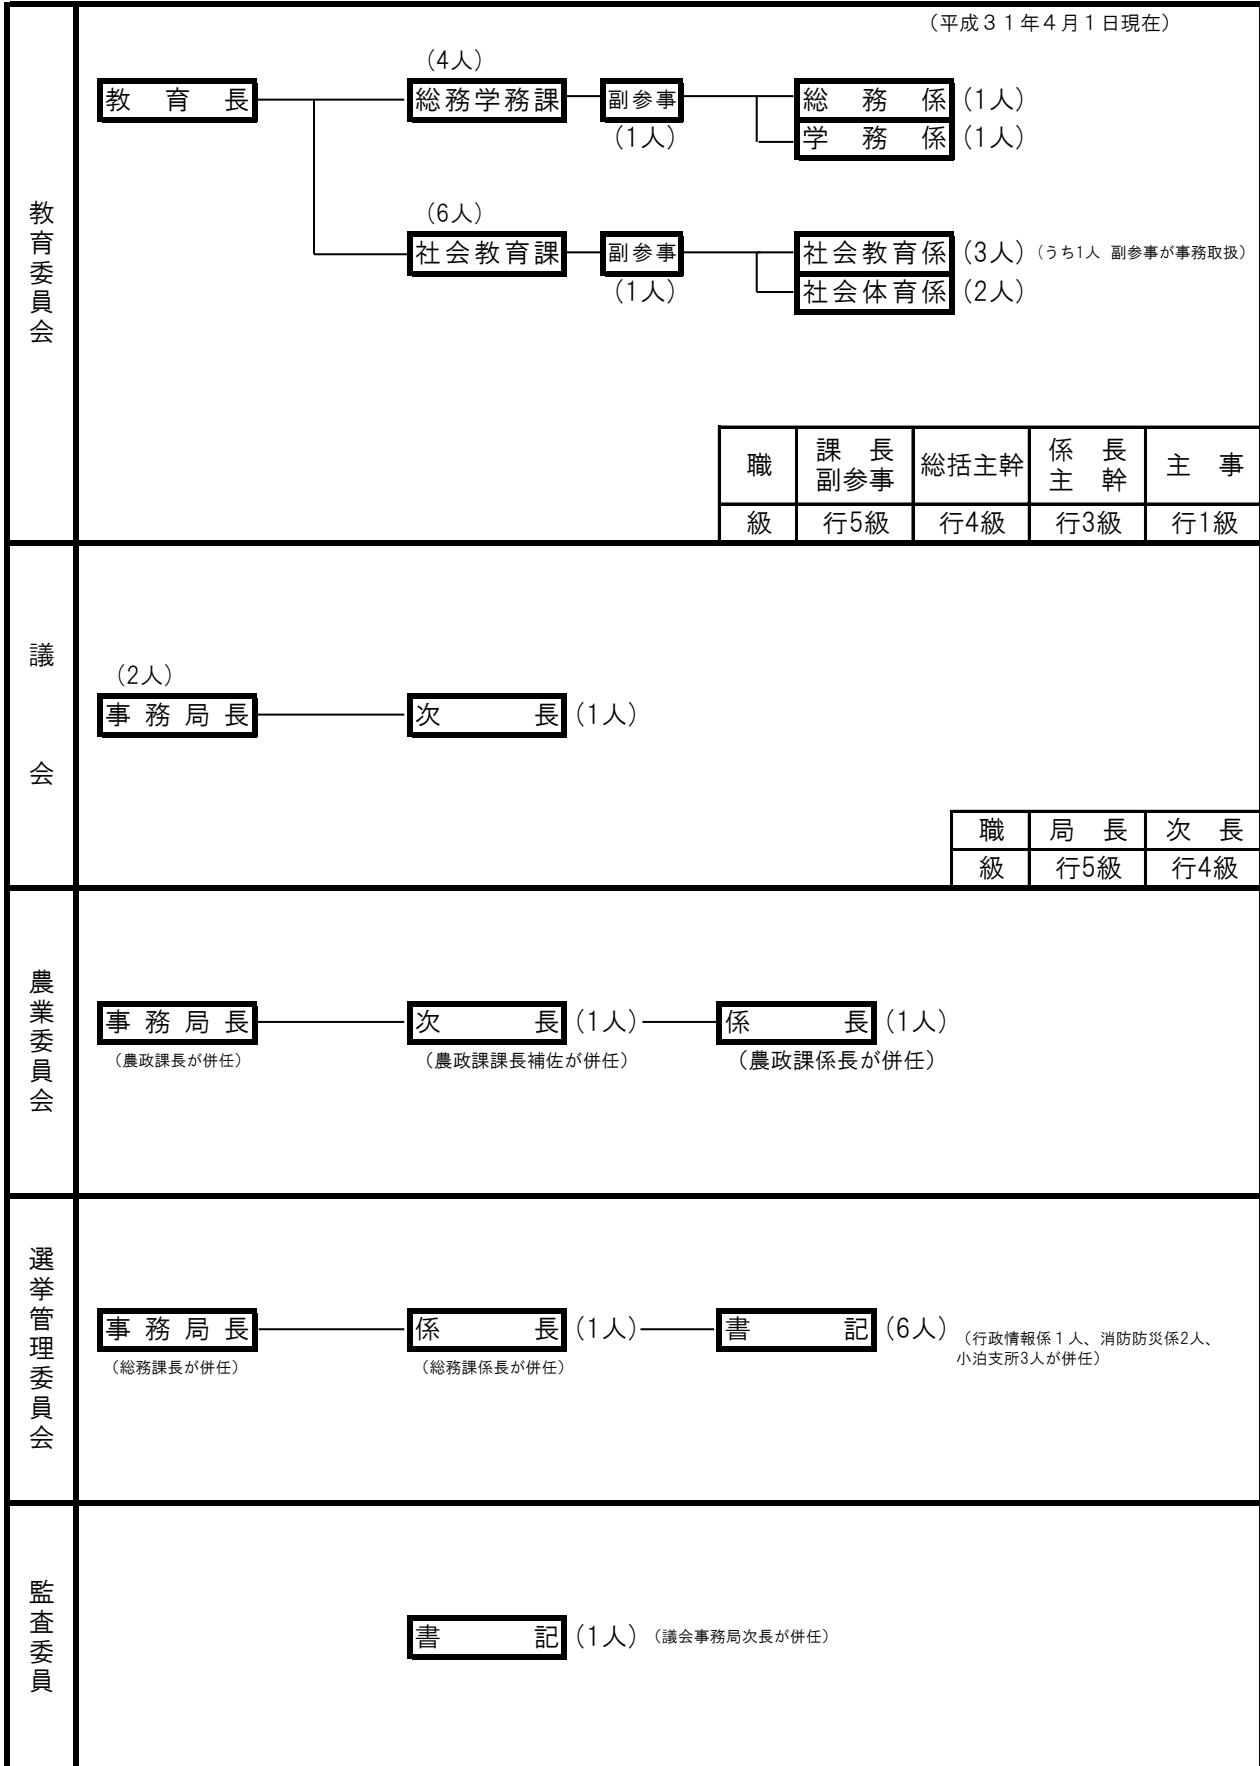 （平成３１年４月１日現在）
教育委員会
(4人)
教育長 総務学務課 副参事 総務係 (1人)
(1人) 学務係 (1人)
(6人)
社会教育課 副参事 社会教育係 (3人) （うち1人 副参事が事務取扱）
(1人) 社会体育係 (2人)
職 課長 副参事 総括主幹 係長 主幹 主事
級 行5級 行4級 行3級 行1級
議会
(2人)
事務局長 次長 (1人)
職 局長 次長
級 行5級 行4級
農業委員会
事務局長 次長 (1人) 係長 (1人)
（農政課長が併任） （農政課課長補佐が併任） （農政課係長が併任）
選挙管理委員会
事務局長 係長 (1人) 書記 (6人) （行政情報係１人、消防防災係2人、
（総務課長が併任） （総務課係長が併任） 小泊支所3人が併任）
監査委員
書記 (1人) （議会事務局次長が併任）